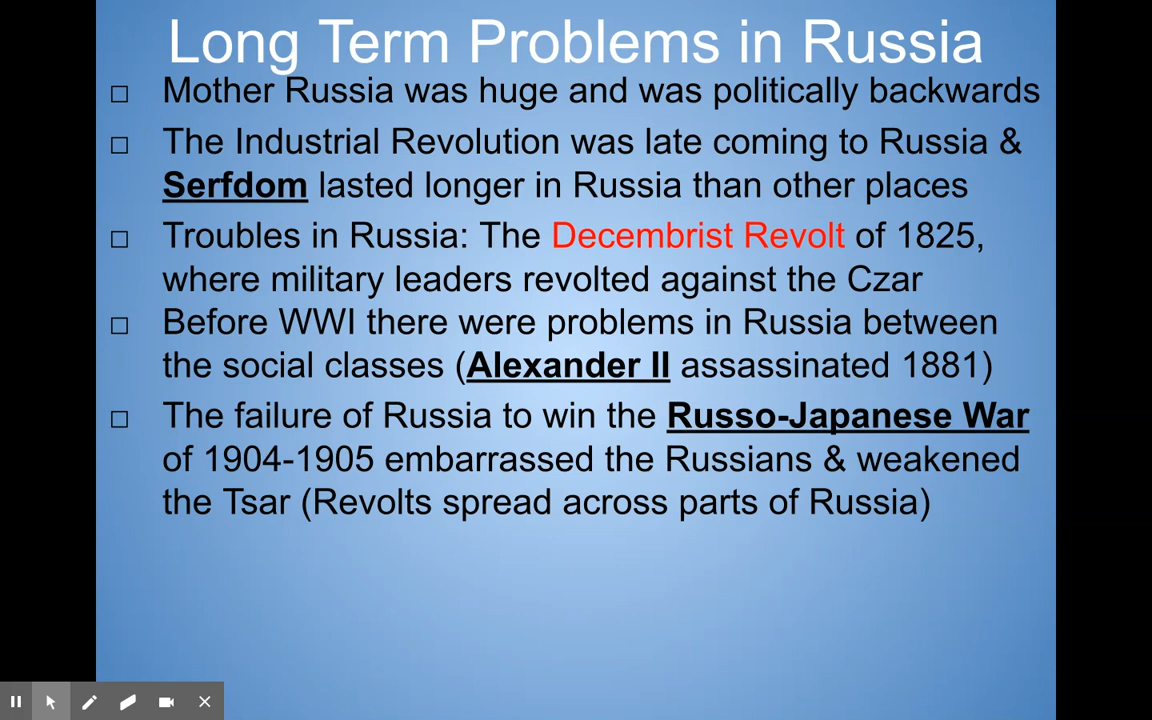 Long Term Problems in Russia
Mother Russia was huge and was politically backwards
The Industrial Revolution was late coming to Russia &
Serfdom lasted longer in Russia than other places
Troubles in Russia: The Decembrist Revolt of 1825,
where military leaders revolted against the Czar
Before WWI there were problems in Russia between
the social classes (Alexander II assassinated 1881)
The failure of Russia to win the Russo-Japanese War
of 1904-1905 embarrassed the Russians & weakened
the Tsar (Revolts spread across parts of Russia)